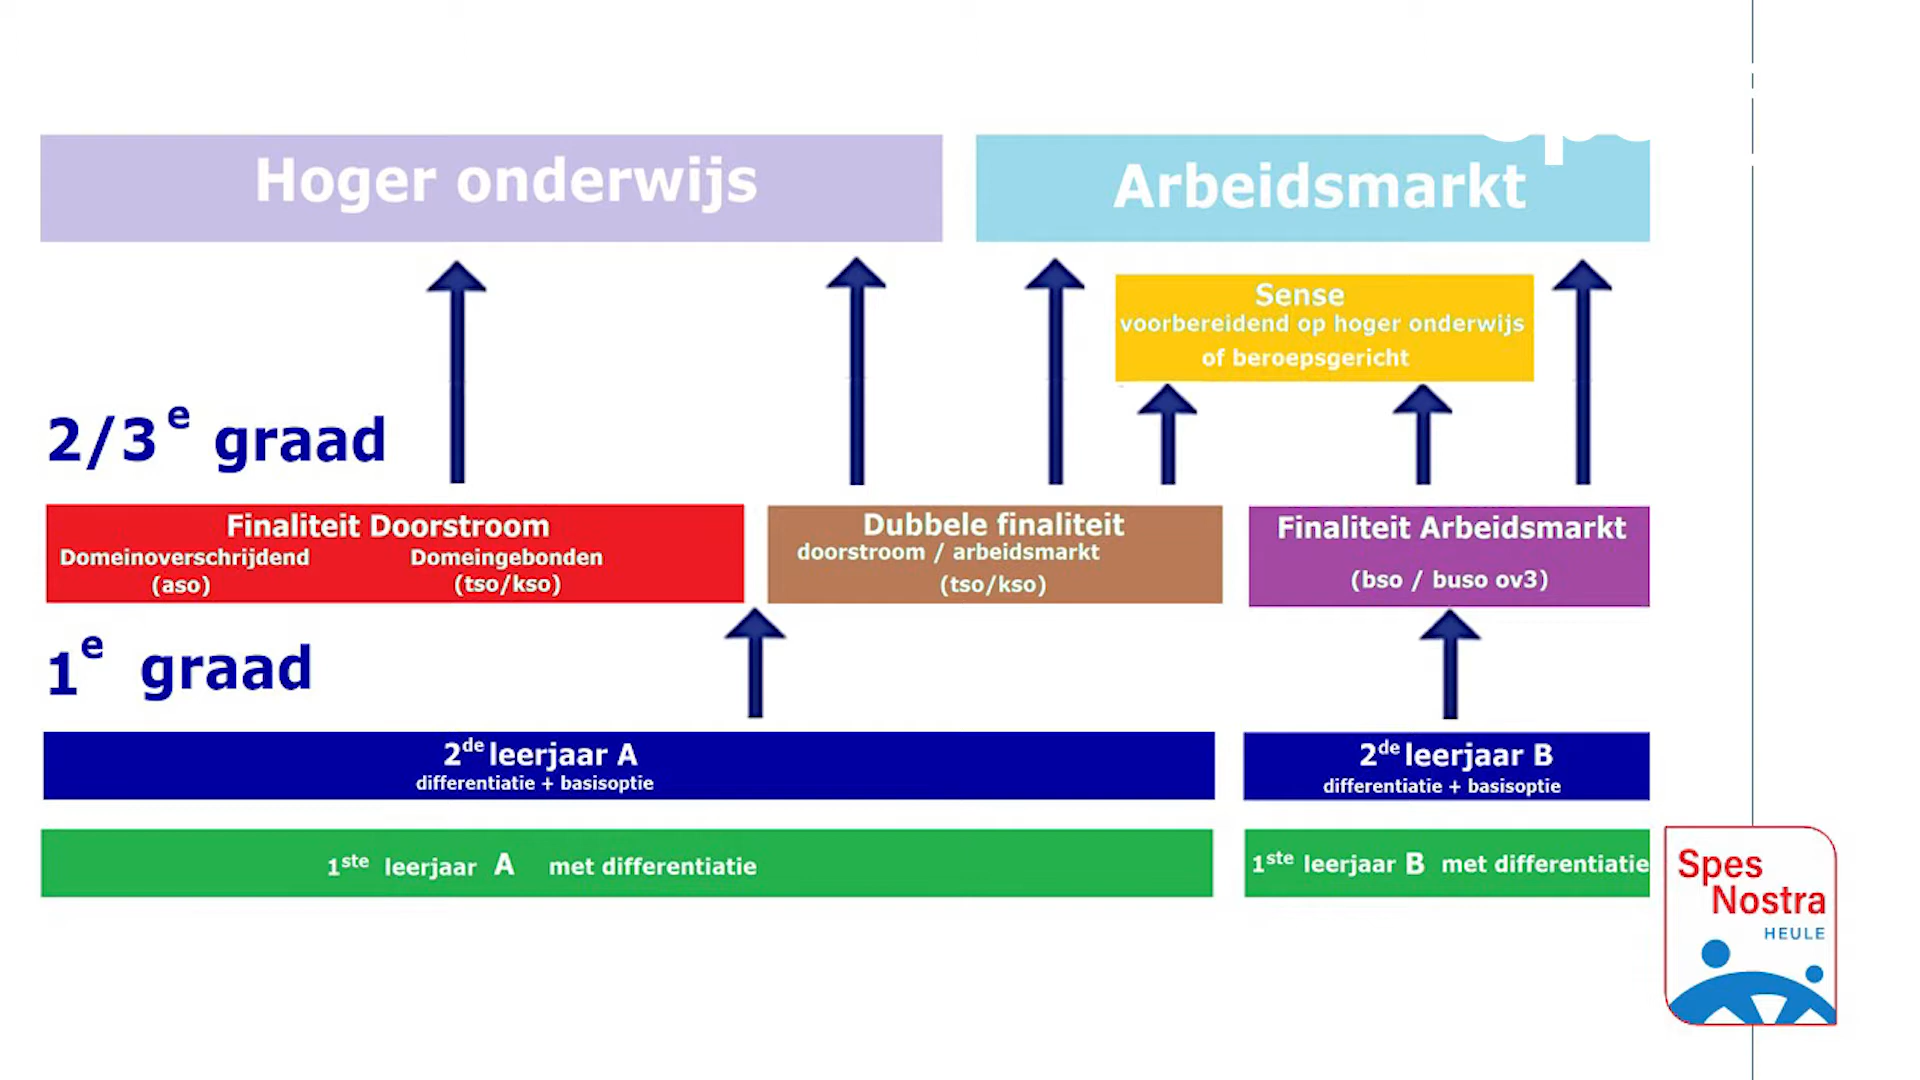 Hoger onderwijs
Arbeidsmarkt
Sense
voorbereidend op hoger onderwijs
of beroepsgericht
2/3e graad
Finaliteit Doorstroom
Domeinoverschrijdend
(aso)
Domeingebonden
(tso/kso)
Dubbele finaliteit
doorstroom / arbeidsmarkt
(tso/kso)
Finaliteit Arbeidsmarkt
(bso / buso ov3)
1e graad
2de leerjaar A
differentiatie + basisoptie
2de leerjaar B
differentiatie + basisoptie
1ste leerjaar A met differentiatie
1ste leerjaar B met differentiatie
Spes
Nostra
HEULE